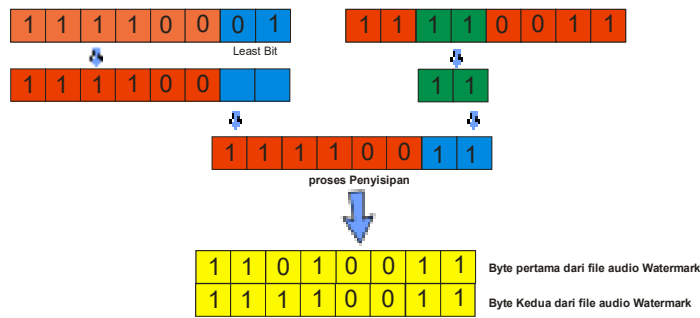 1 1 1 1 0 0 0 1
1 1 1 1 0 0 1 1
Least Bit
1 1 1 1 0 0
1 1
1 1 1 1 0 0 1 1
proses Penyisipan
1 1 0 1 0 0 1 1
Byte pertama dari file audio Watermark
1 1 1 1 0 0 1 1
Byte Kedua dari file audio Watermark